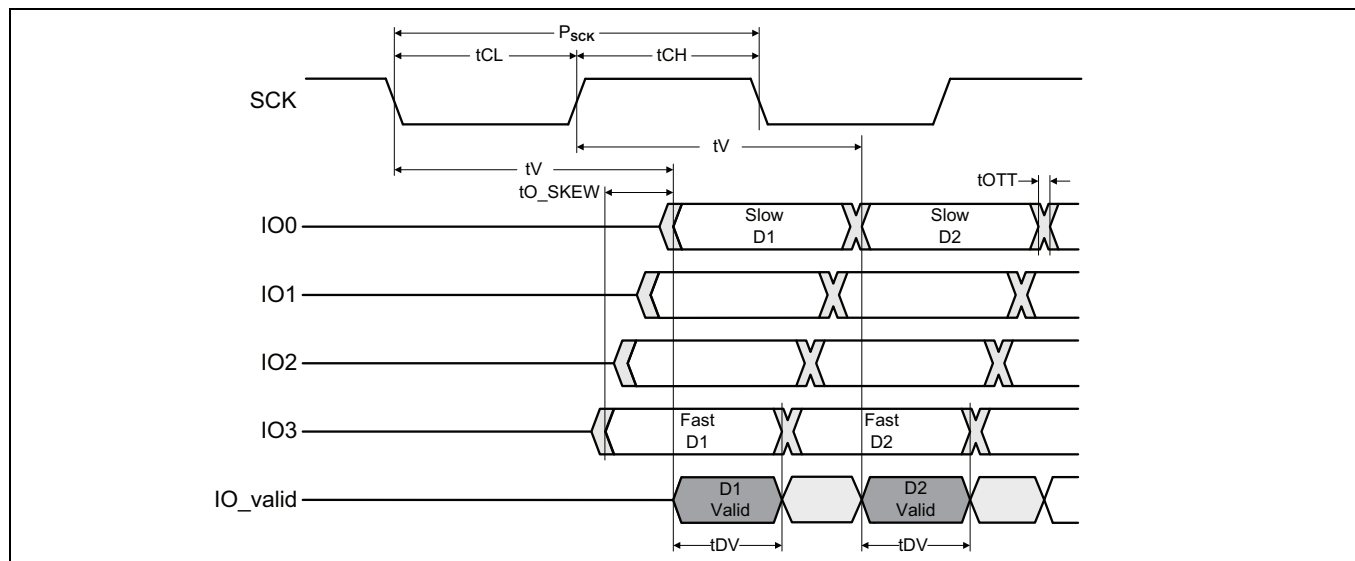 PSCK
tCL
tCH
SCK
tV
tV
tO_SKEW
tOTT
IO0
Slow
D1
Slow
D2
IO1
IO2
IO3
Fast
D1
Fast
D2
IO_valid
D1
Valid
D2
Valid
tDV
tDV